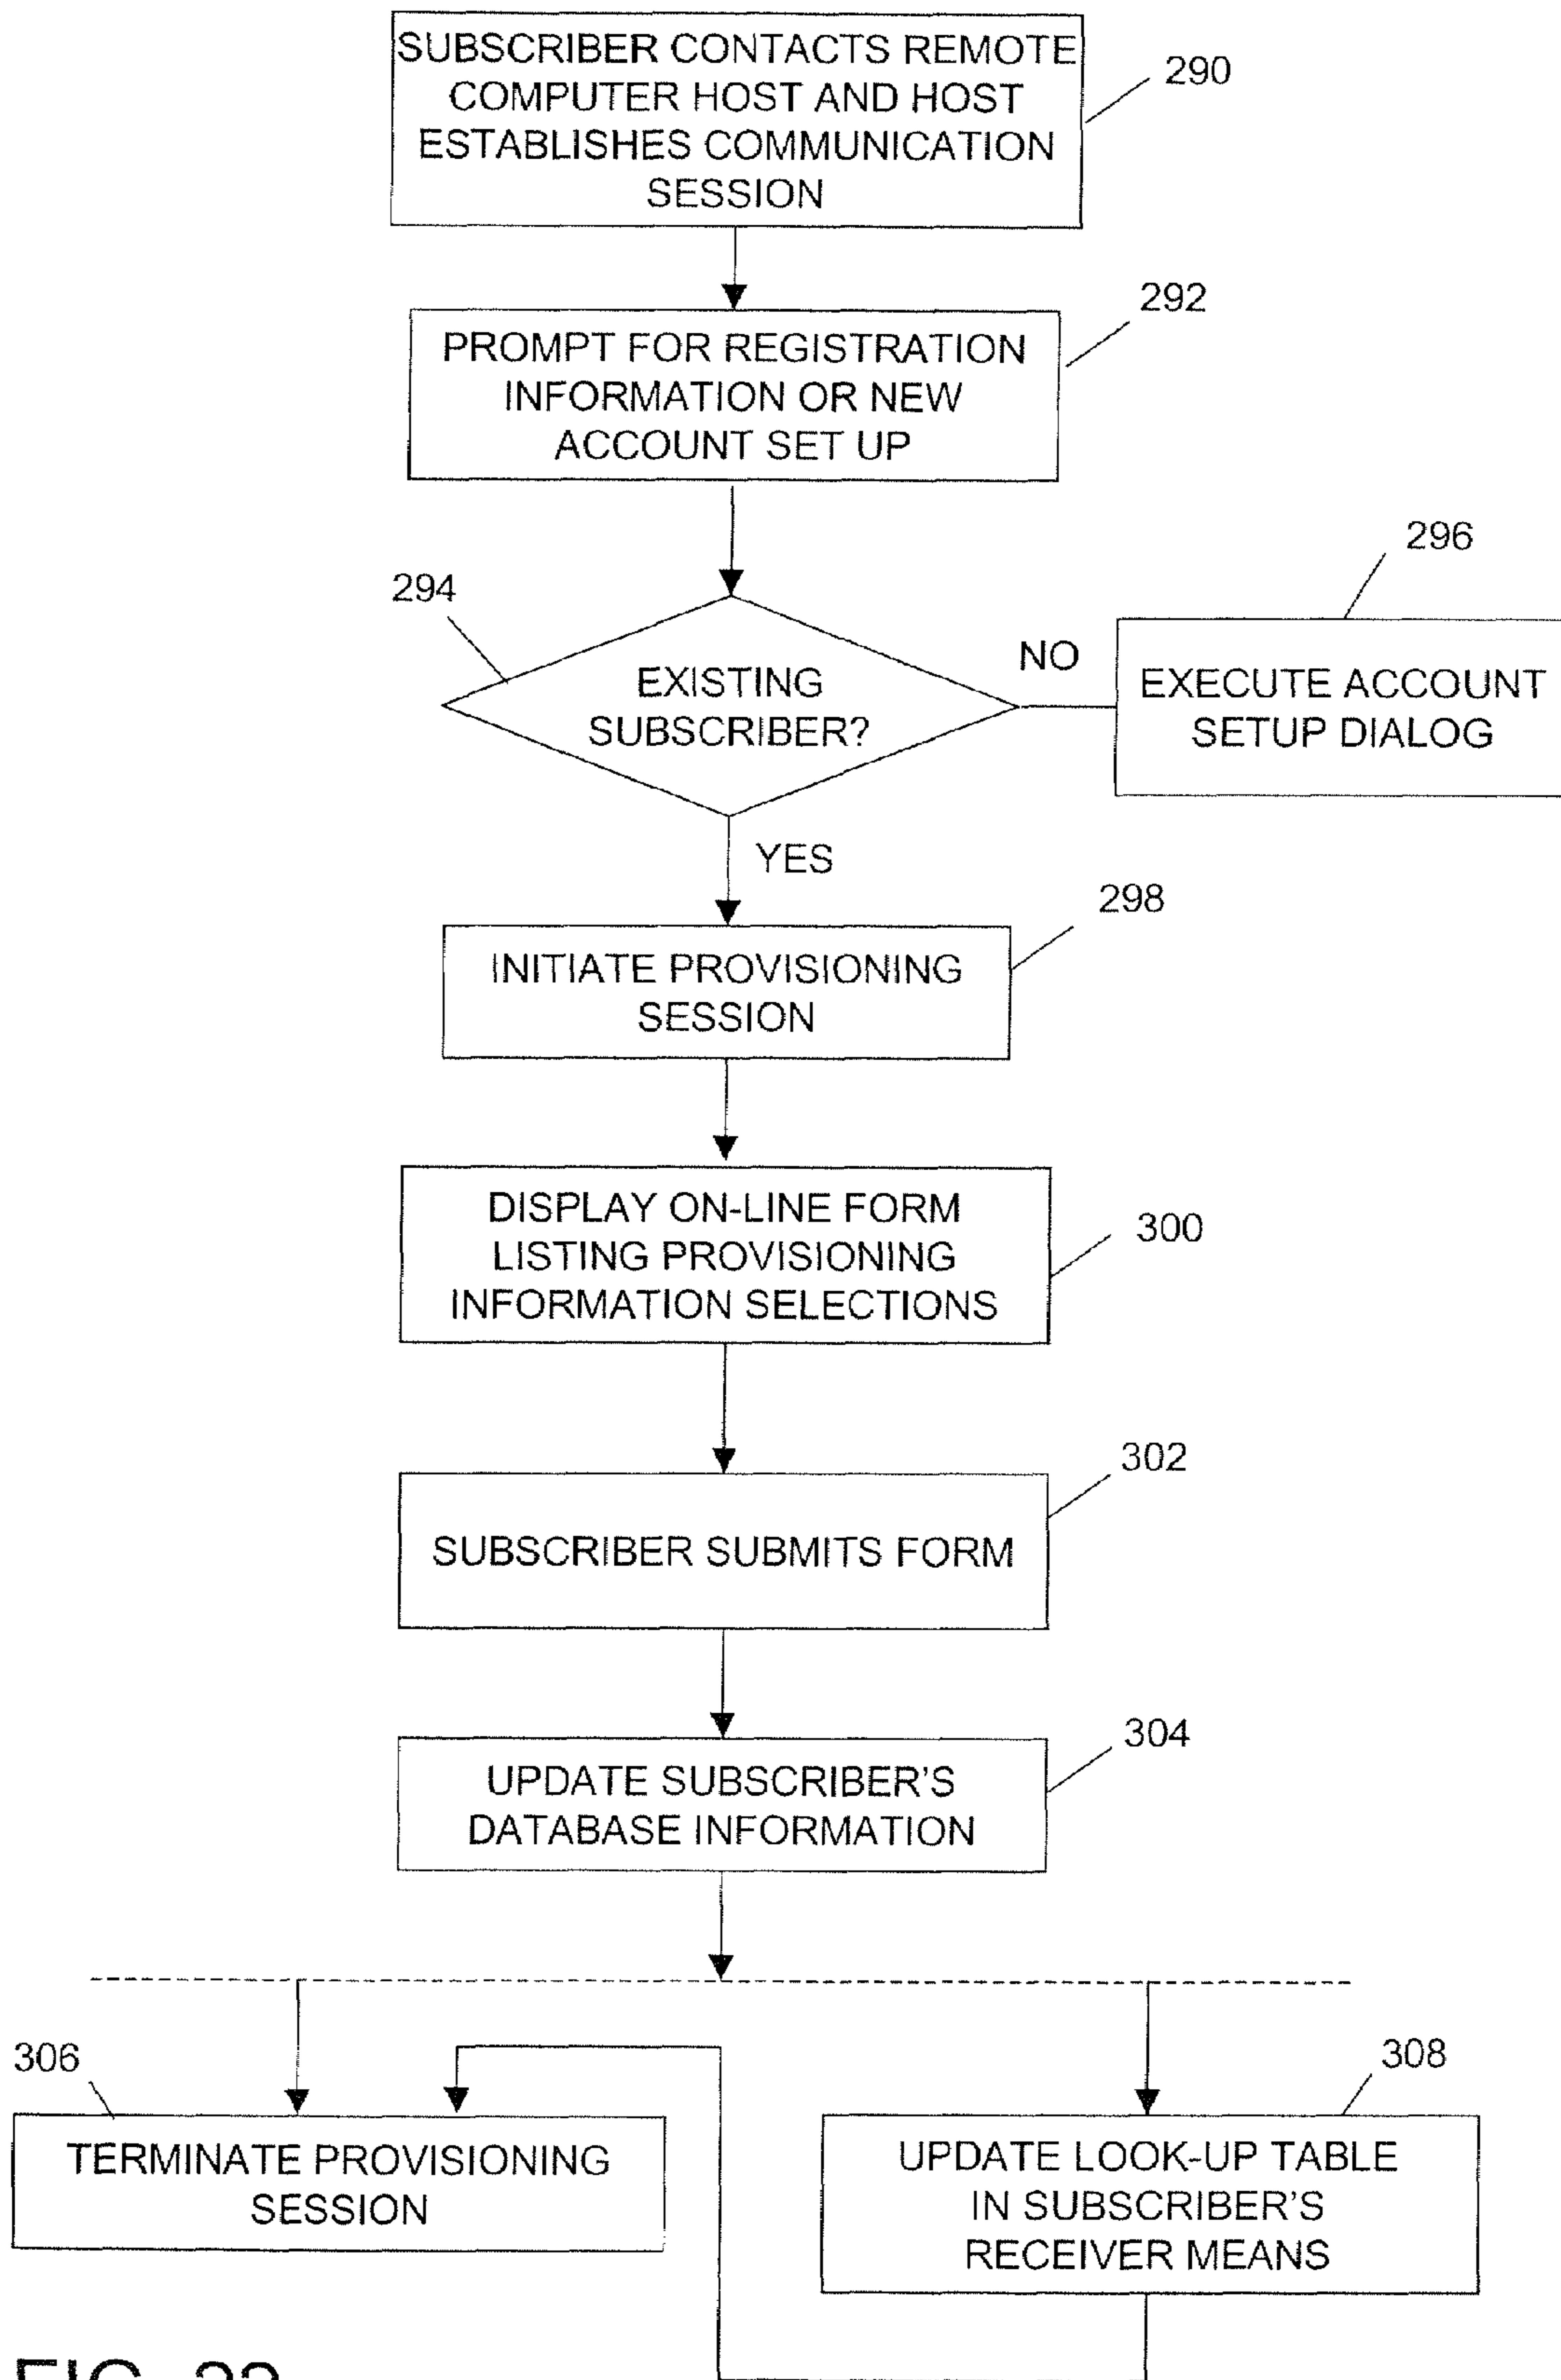 SUBSCRIBER CONTACTS REMOTE
COMPUTER HOST AND HOST
ESTABLISHES COMMUNICATION
SESSION
290
292
PROMPT FOR REGISTRATION
INFORMATION OR NEW
ACCOUNT SET UP
294
296
EXISTING
SUBSCRIBER?
NO
EXECUTE ACCOUNT
SETUP DIALOG
YES
298
INITIATE PROVISIONING
SESSION
DISPLAY ON-LINE FORM
LISTING PROVISIONING
INFORMATION SELECTIONS
300
302
SUBSCRIBER SUBMITS FORM
304
UPDATE SUBSCRIBER'S
DATABASE INFORMATION
306
308
TERMINATE PROVISIONING
SESSION
UPDATE LOOK-UP TABLE
IN SUBSCRIBER'S
RECEIVER MEANS
FIG.